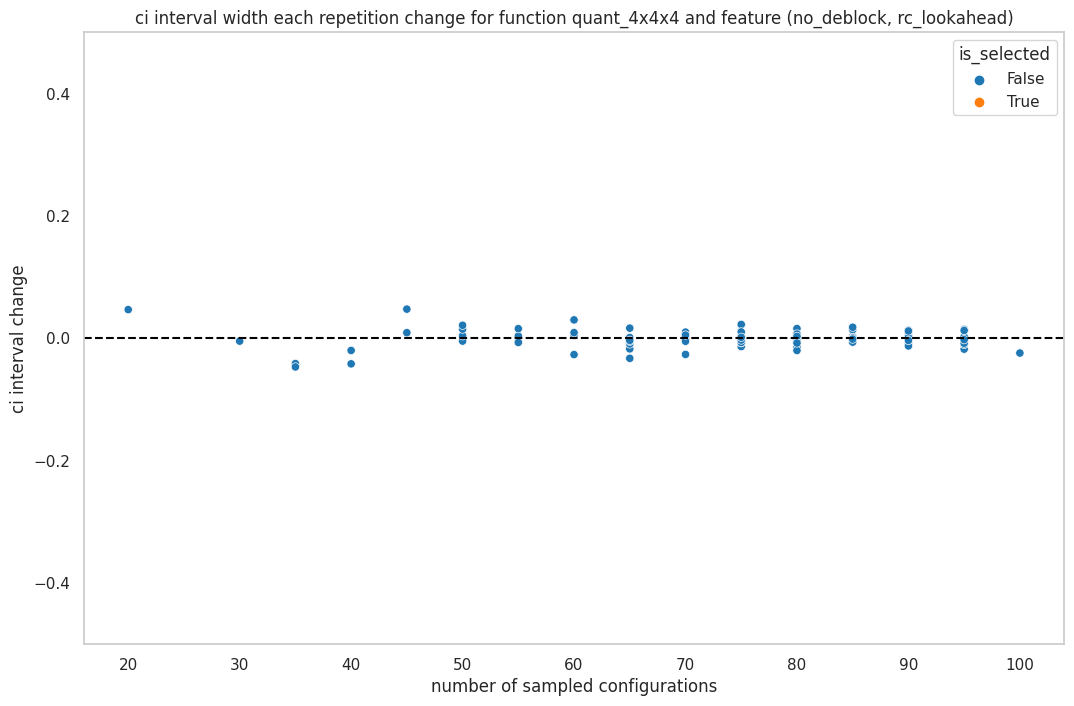 ci interval width each repetition change for function quant_4x4x4 and feature (no_deblock, rc_lookahead)
is_selected
False
True
0.4
0.2
0.0
−0.2
−0.4
ci interval change
20 30 40 50 60 70 80 90 100
number of sampled configurations